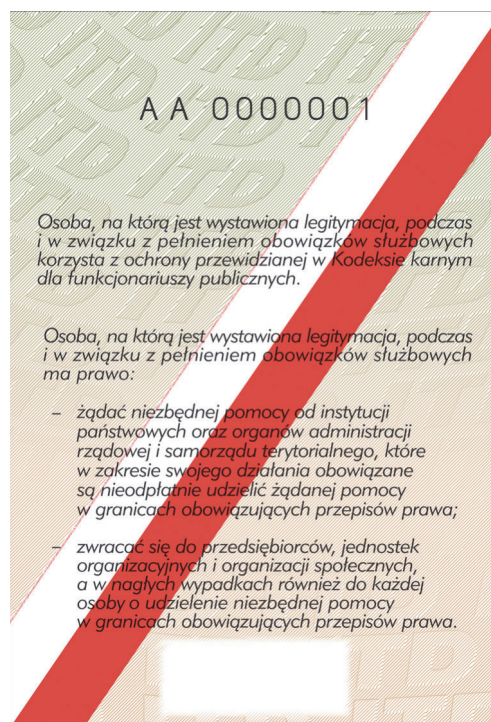 AA 0000001
Osoba, na którą jest wystawiona legitymacja, podczas
i w związku z pełnieniem obowiązków służbowych
korzysta z ochrony przewidzianej w Kodeksie karnym
dla funkcjonariuszy publicznych.
Osoba, na którą jest wystawiona legitymacja, podczas
i w związku z pełnieniem obowiązków służbowych
ma prawo:
– żądać niezbędnej pomocy od instytucji
państwowych oraz organów administracji
rządowej i samorządu terytorialnego, które
w zakresie swojego działania obowiązane
są nieodpłatnie udzielić żądanej pomocy
w granicach obowiązujących przepisów prawa;
– zwracać się do przedsiębiorców, jednostek
organizacyjnych i organizacji społecznych,
a w nagłych wypadkach również do każdej
osoby o udzielenie niezbędnej pomocy
w granicach obowiązujących przepisów prawa.
ITD